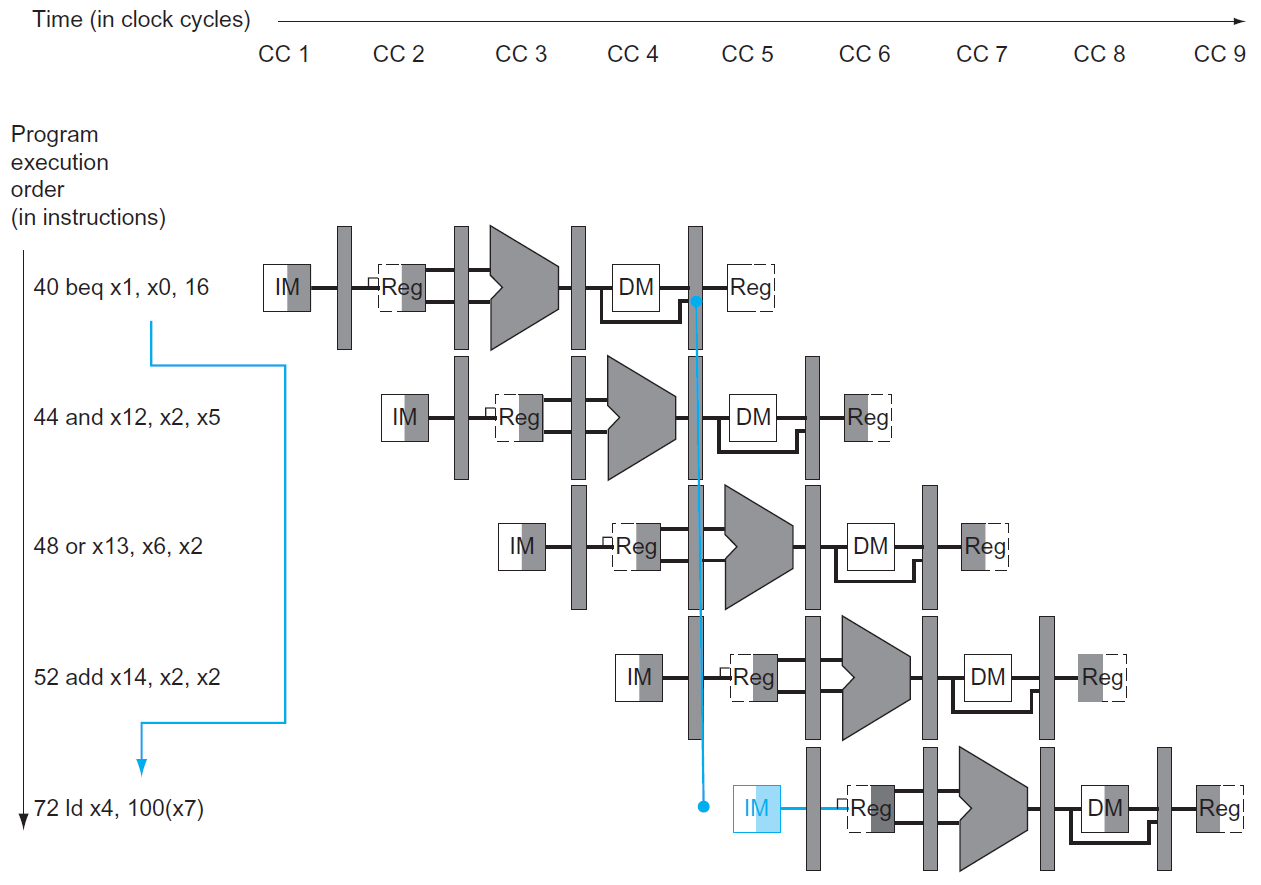 Time (in clock cycles)
CC 1 CC 2 CC 3 CC 4 CC 5 CC 6 CC 7 CC 8 CC 9
Program
execution
order
(in instructions)
40 beq x1, x0, 16 IM Reg DM Reg
44 and x12, x2, x5 IM Reg DM Reg
48 or x13, x6, x2 IM Reg DM Reg
52 add x14, x2, x2 IM Reg DM Reg
72 ld x4, 100(x7) IM Reg DM Reg